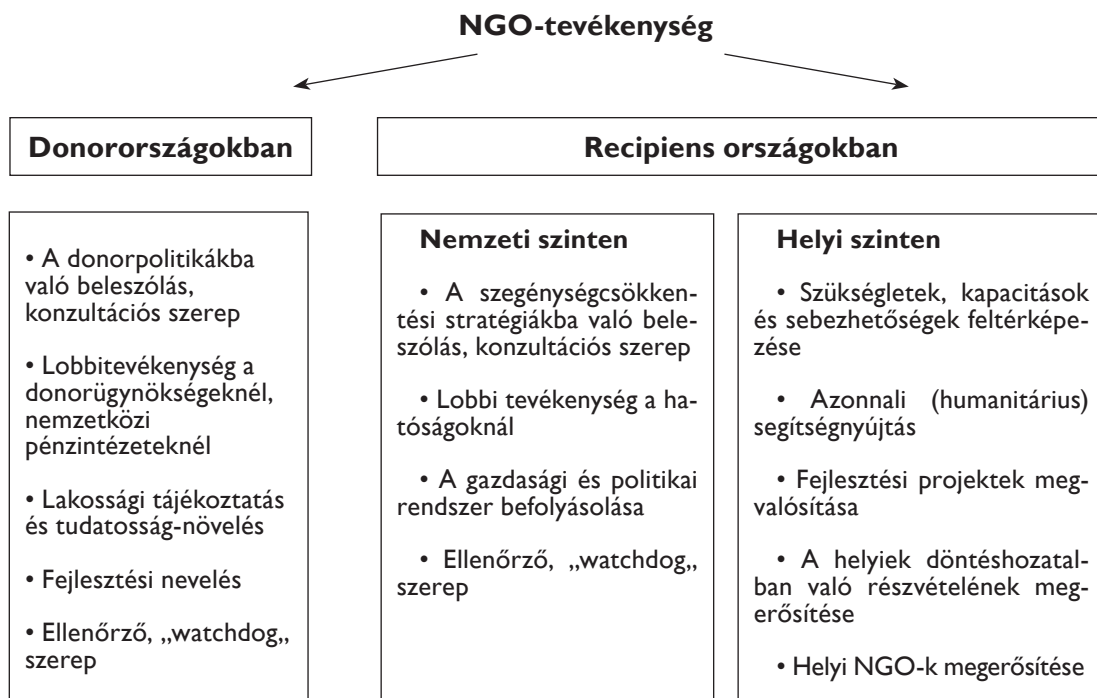 NGO-tevékenység
Donorországokban
Recipiens országokban
• A donorpolitikákba
való beleszólás,
konzultációs szerep
• Lobbitevékenység a
donorügynökségeknél,
nemzetközi
pénzintézeteknél
• Lakossági tájékoztatás
és tudatosság-növelés
• Fejlesztési nevelés
• Ellenőrző, „watchdog„
szerep
Nemzeti szinten
• A szegénységcsökken-
tési stratégiákba való bele-
szólás, konzultációs szerep
• Lobbi tevékenység a ha-
tóságoknál
• A gazdasági és politikai
rendszer befolyásolása
• Ellenőrző, „watchdog„
szerep
Helyi szinten
• Szükségletek, kapacitások
és sebezhetőségek feltérképe-
zése
• Azonnali (humanitárius)
segítségnyújtás
• Fejlesztési projektek meg-
valósítása
• A helyiek döntéshozatal-
ban való részvételének meg-
erősítése
• Helyi NGO-k megerősítése